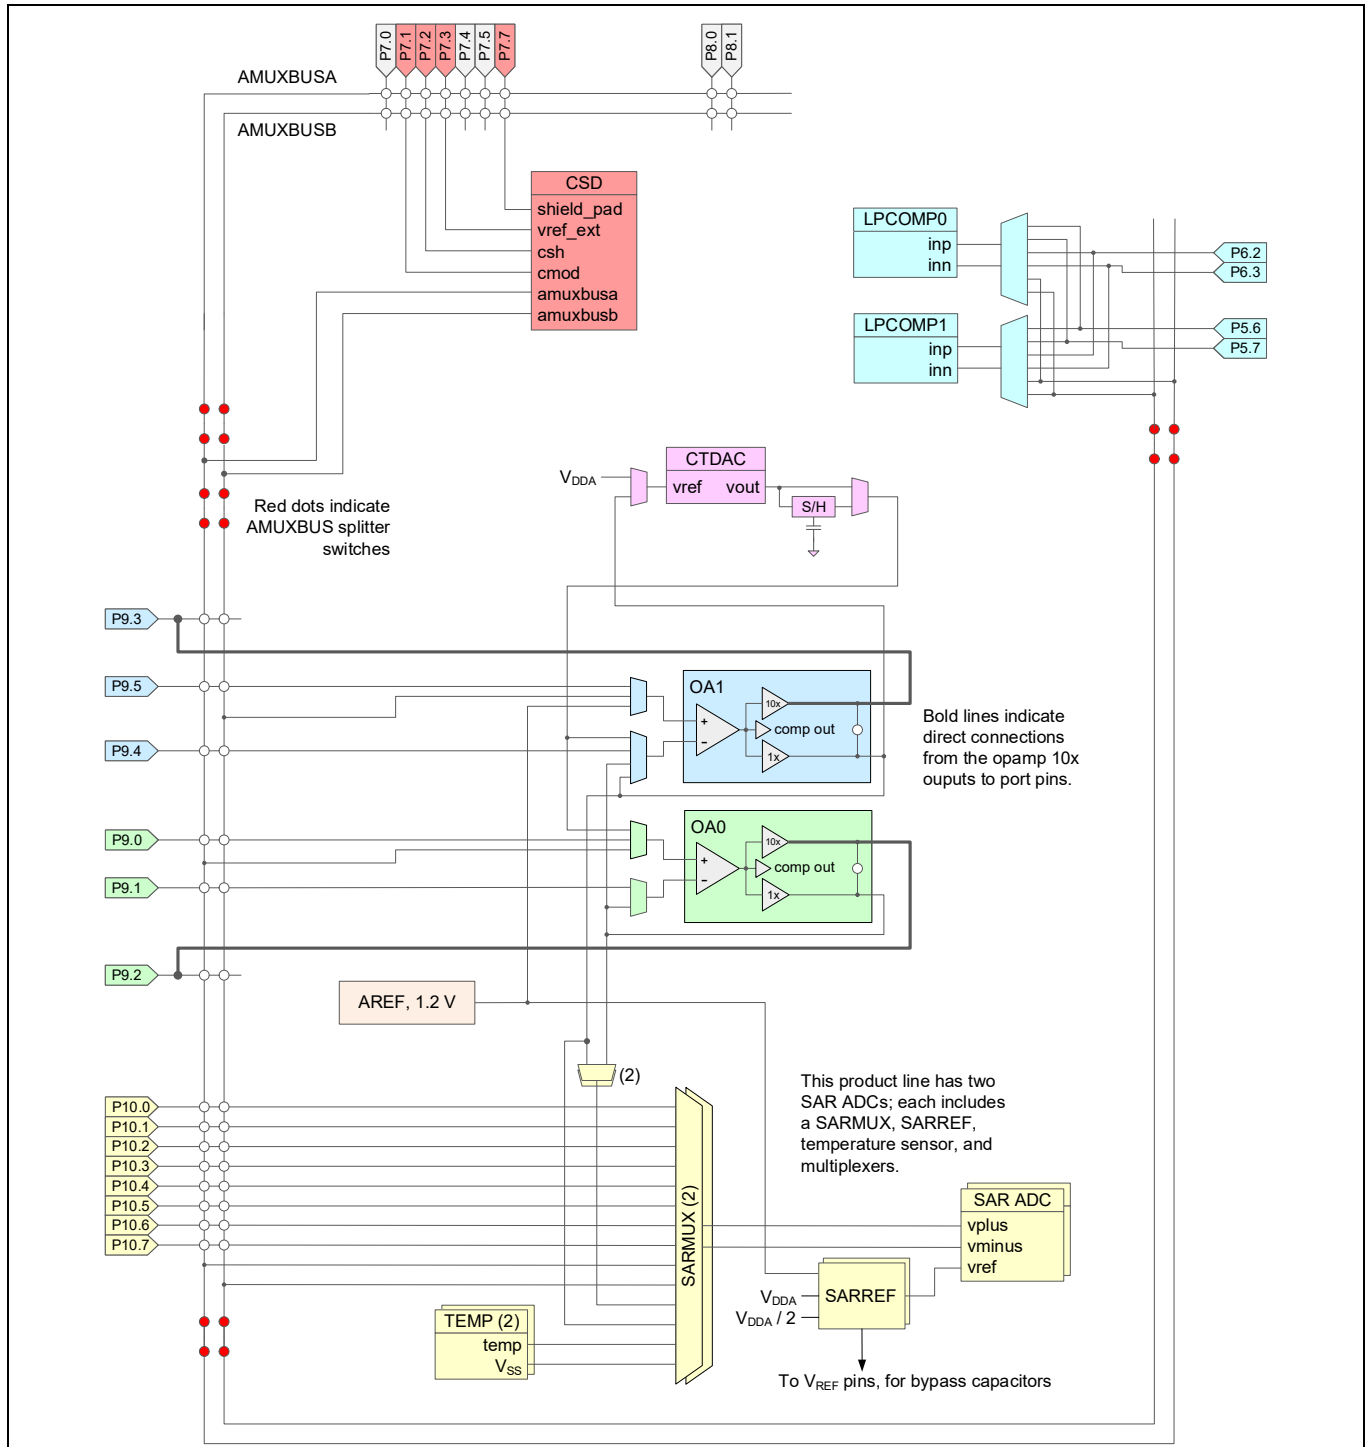 P7.0
P7.1
P7.2
P7.3
P7.4
P7.5
P7.7
P8.0
P8.1
AMUXBUSA
AMUXBUSB
CSD
shield_pad
vref_ext
csh
cmod
amuxbusa
amuxbusb
LPCOMP0
inp
inn
P6.2
P6.3
LPCOMP1
inp
inn
P5.6
P5.7
CTDAC
VDDA
vref vout
S/H
Red dots indicate
AMUXBUS splitter
switches
P9.3
P9.5
P9.4
OA1
+
−
10x
comp out
1x
Bold lines indicate
direct connections
from the opamp 10x
ouputs to port pins.
P9.0
P9.1
P9.2
OA0
+
−
10x
comp out
1x
AREF, 1.2 V
(2)
This product line has two
SAR ADCs; each includes
a SARMUX, SARREF,
temperature sensor, and
multiplexers.
P10.0
P10.1
P10.2
P10.3
P10.4
P10.5
P10.6
P10.7
SARMUX (2)
SAR ADC
vplus
vminus
vref
SARREF
VDDA
VDDA / 2
TEMP (2)
temp
VSS
To VREF pins, for bypass capacitors